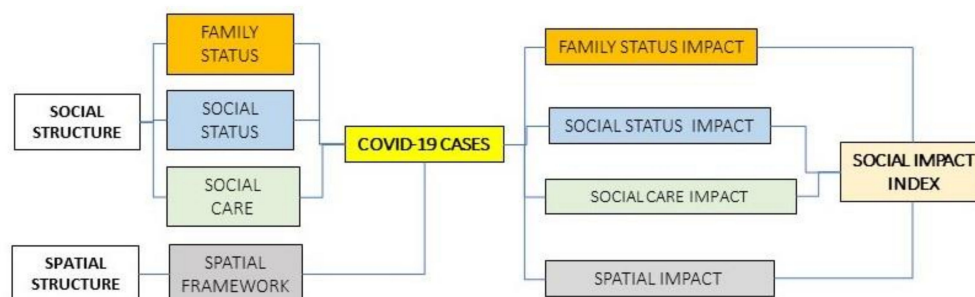 SOCIAL
STRUCTURE
FAMILY
STATUS
SOCIAL
STATUS
SOCIAL
CARE
SPATIAL
STRUCTURE
SPATIAL
FRAMEWORK
COVID-19 CASES
FAMILY STATUS IMPACT
SOCIAL STATUS IMPACT
SOCIAL CARE IMPACT
SPATIAL IMPACT
SOCIAL IMPACT
INDEX